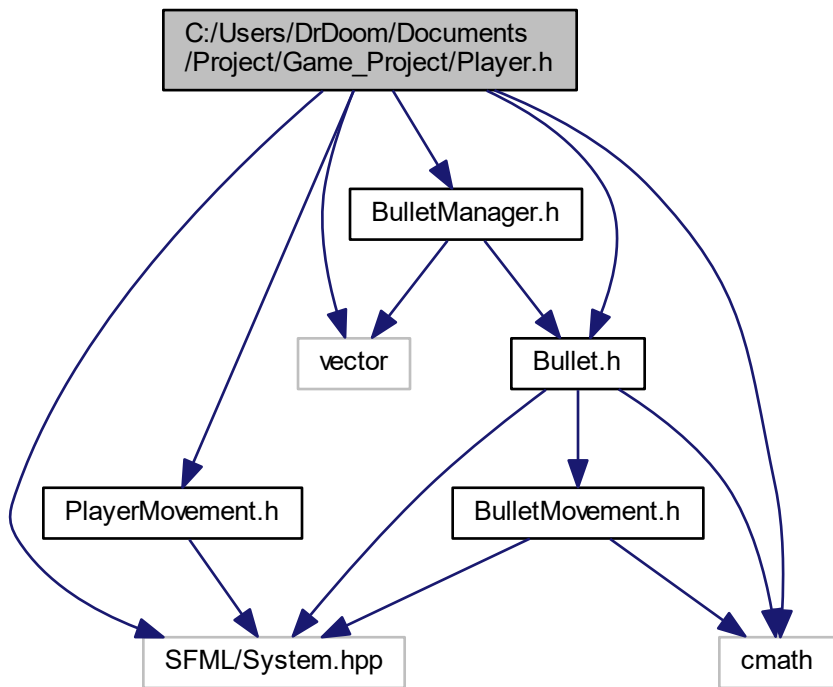 C:/Users/DrDoom/Documents
/Project/Game_Project/Player.h
BulletManager.h
vector
Bullet.h
PlayerMovement.h
BulletMovement.h
SFML/System.hpp
cmath